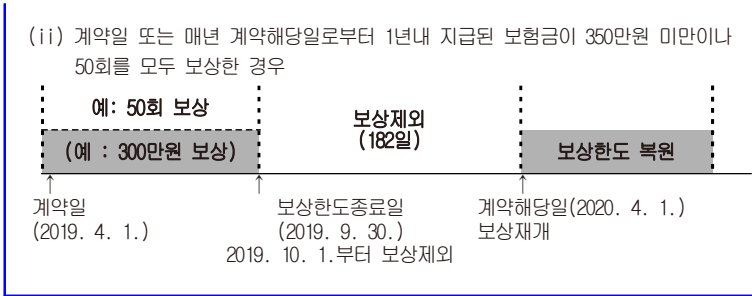 (ii) 계약일 또는 매년 계약해당일로부터 1년내 지급된 보험금이 350만원 미만이나
50회를 모두 보상한 경우
예: 50회 보상
(예 : 300만원 보상)
보상제외
(182일)
보상한도 복원
계약일
(2019. 4. 1.)
보상한도종료일
(2019. 9. 30.)
2019. 10. 1.부터 보상제외
계약해당일(2020. 4. 1.)
보상재개